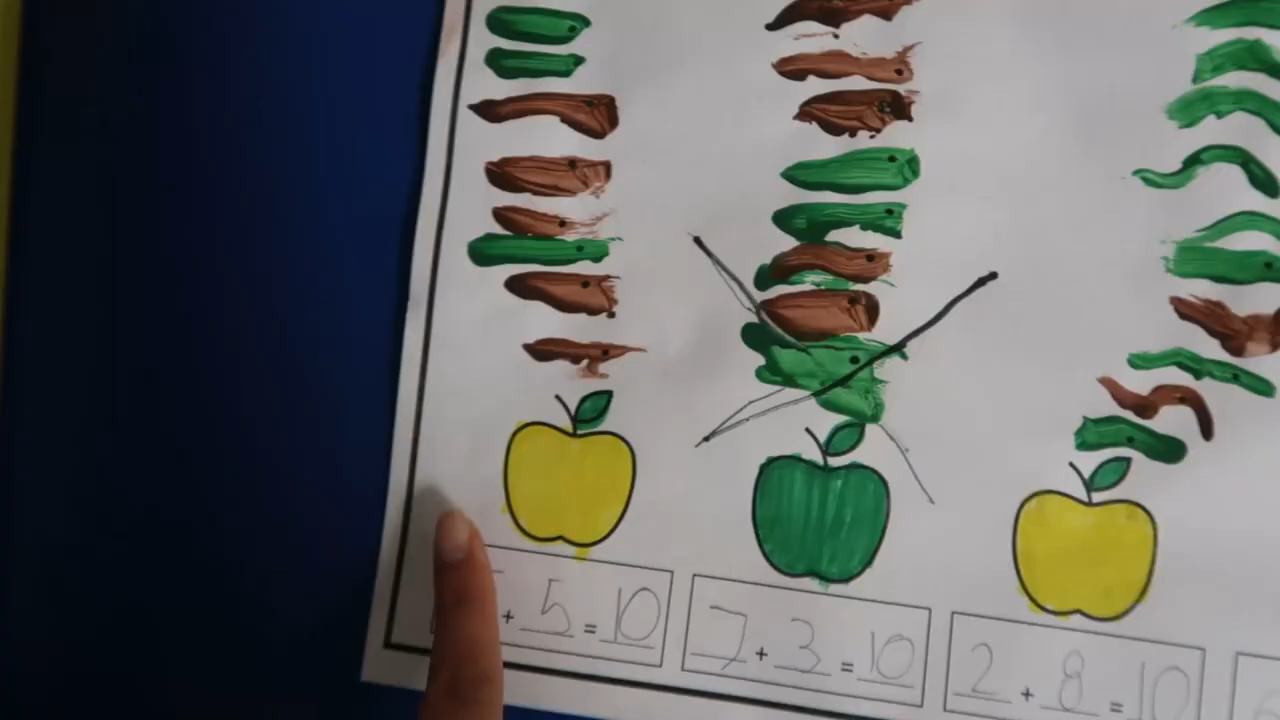 + 5 = 10
7 + 3 = 10
2 + 8 = 10